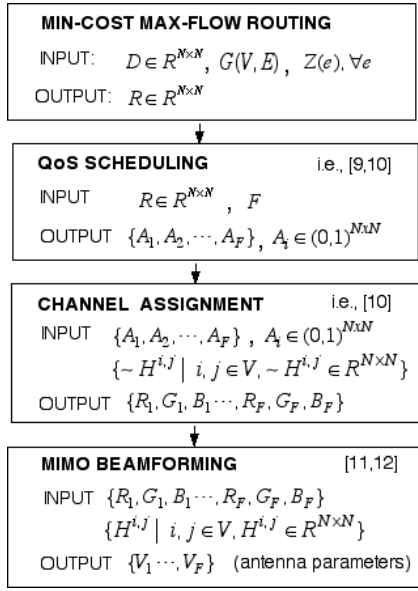 MIN-COST MAX-FLOW ROUTING
INPUT: D ∈ R^{N×N}, G(V,E) , Z(e),∀e
OUTPUT: R ∈ R^{N×N}
QoS SCHEDULING i.e., [9,10]
INPUT R ∈ R^{N×N} , F
OUTPUT {A_1, A_2, ⋯, A_F}, A_i ∈ (0,1)^{NxN}
CHANNEL ASSIGNMENT i.e., [10]
INPUT {A_1, A_2, ⋯, A_F} , A_i ∈ (0,1)^{NxN}
{~ H^{i,j} | i, j ∈ V, ~ H^{i,j} ∈ R^{N×N}}
OUTPUT {R_1, G_1, B_1 ⋯, R_F, G_F, B_F}
MIMO BEAMFORMING [11,12]
INPUT {R_1, G_1, B_1 ⋯, R_F, G_F, B_F}
{H^{i,j} | i, j ∈ V, H^{i,j} ∈ R^{N×N}}
OUTPUT {V_1 ⋯, V_F} (antenna parameters)